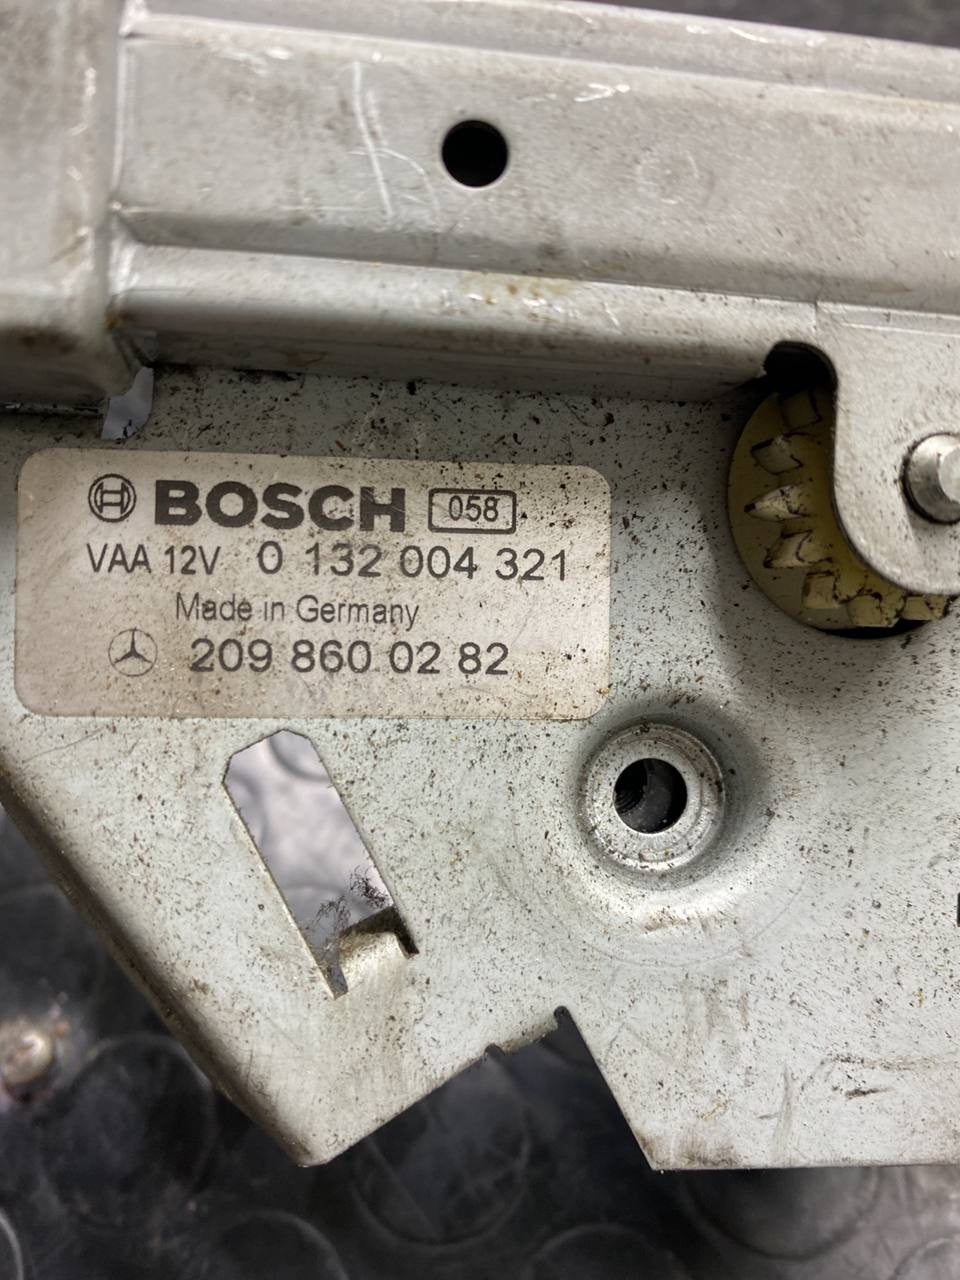 BOSCH 058
VAA 12V 0 132 004 321
Made in Germany
209 860 02 82